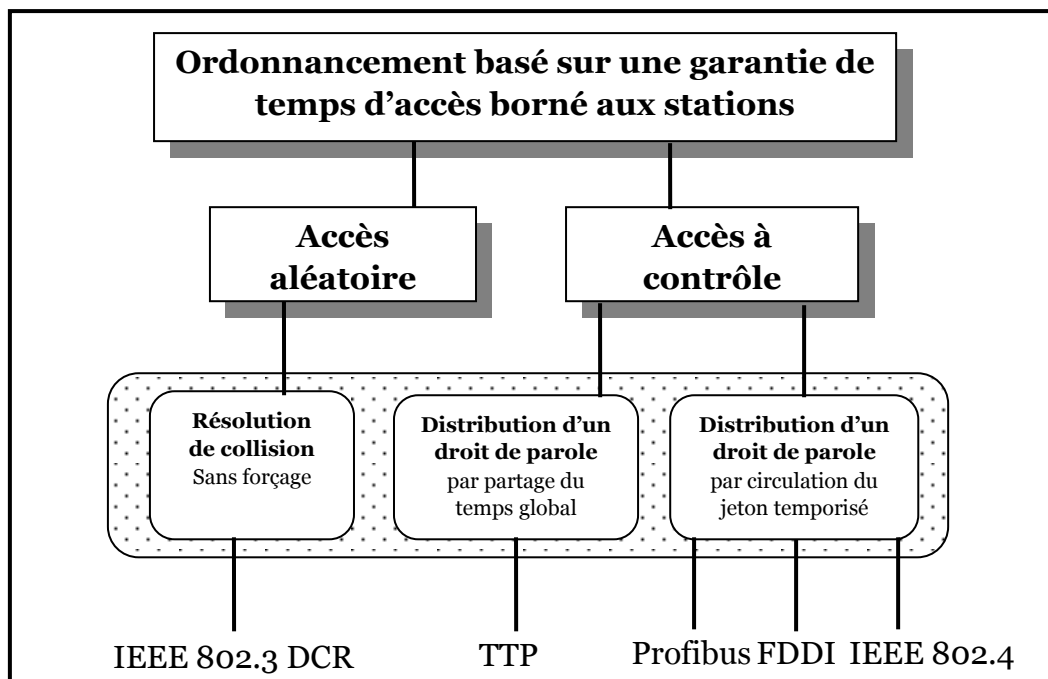 Ordonnancement basé sur une garantie de
temps d’accès borné aux stations
Accès
aléatoire
Accès à
contrôle
Résolution
de collision
Sans forçage
Distribution d’un
droit de parole
par partage du
temps global
Distribution d’un
droit de parole
par circulation du
jeton temporisé
IEEE 802.3 DCR
TTP
Profibus FDDI IEEE 802.4